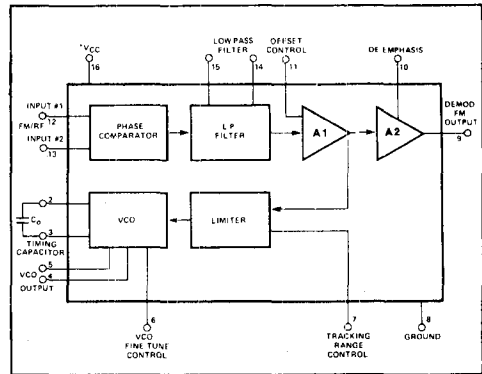 LOW PASS
FILTER
OFFSET
CONTROL
DE EMPHASIS
+VCC
16
15
14
11
10
INPUT #1
FM/RF
12
INPUT #2
13
PHASE
COMPARATOR
L P
FILTER
A1
A2
DEMOD
FM
OUTPUT
9
2
Co
3
TIMING
CAPACITOR
5
VCO
OUTPUT
4
VCO
LIMITER
6
VCO
FINE TUNE
CONTROL
7
TRACKING
RANGE
CONTROL
8
GROUND